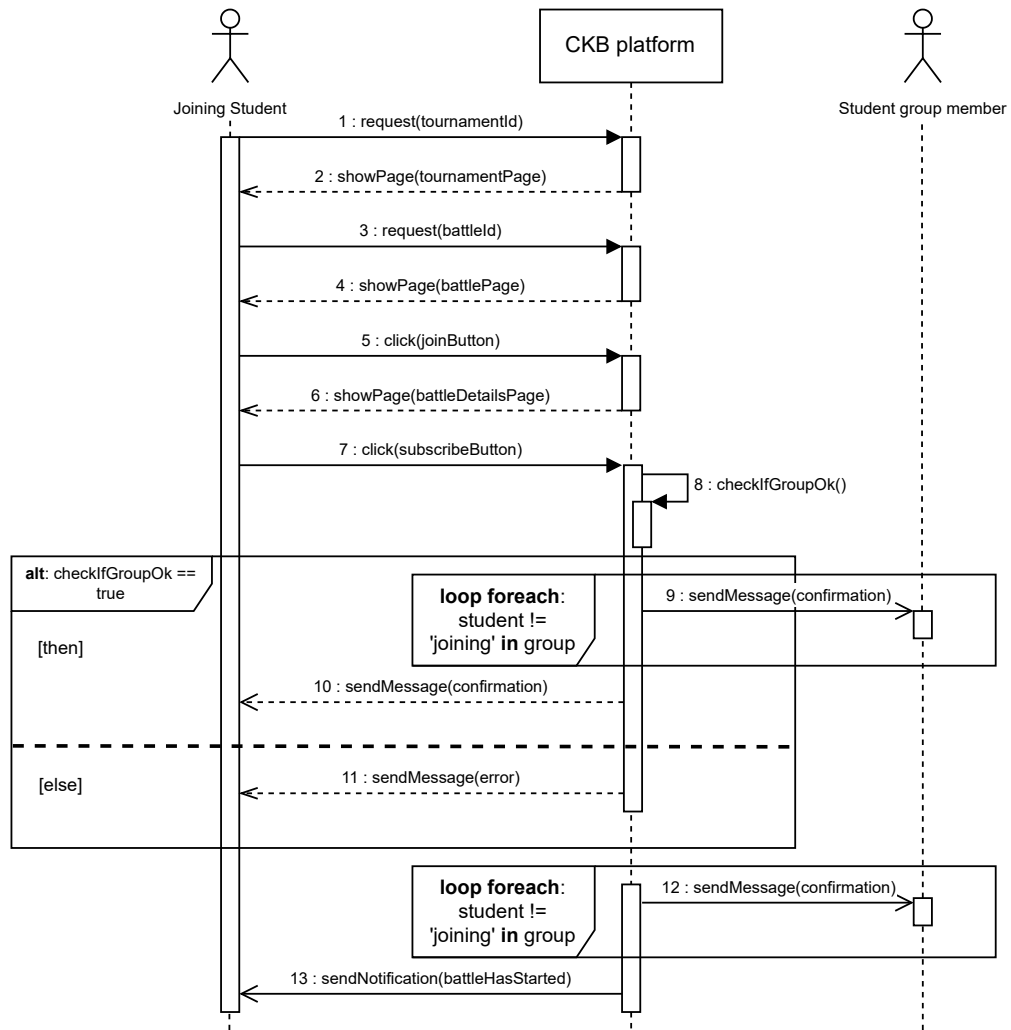 CKB platform
Joining Student
Student group member
1 : request(tournamentId)
2 : showPage(tournamentPage)
3 : request(battleId)
4 : showPage(battlePage)
5 : click(joinButton)
6 : showPage(battleDetailsPage)
7 : click(subscribeButton)
8 : checkIfGroupOk()
alt: checkIfGroupOk ==
true
loop foreach:
student !=
'joining' in group
9 : sendMessage(confirmation)
[then]
10 : sendMessage(confirmation)
11 : sendMessage(error)
[else]
loop foreach:
student !=
'joining' in group
12 : sendMessage(confirmation)
13 : sendNotification(battleHasStarted)